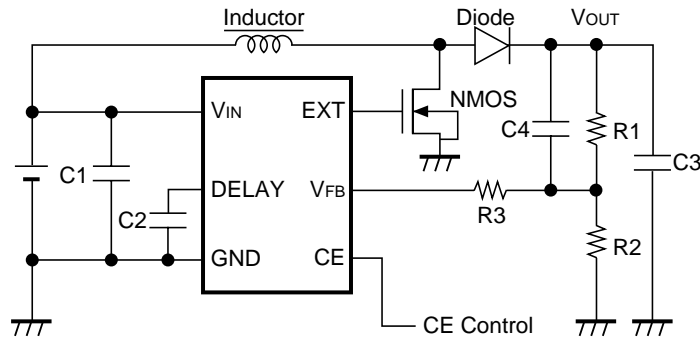 Inductor
Diode
VOUT
VIN
EXT
NMOS
C4
R1
C1
C3
DELAY
VFB
C2
R3
GND
CE
R2
CE Control